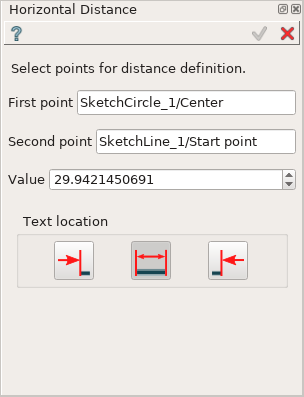 Horizontal Distance
?
Select points for distance definition.
First point SketchCircle_1/Center
Second point SketchLine_1/Start point
Value 29.9421450691
Text location